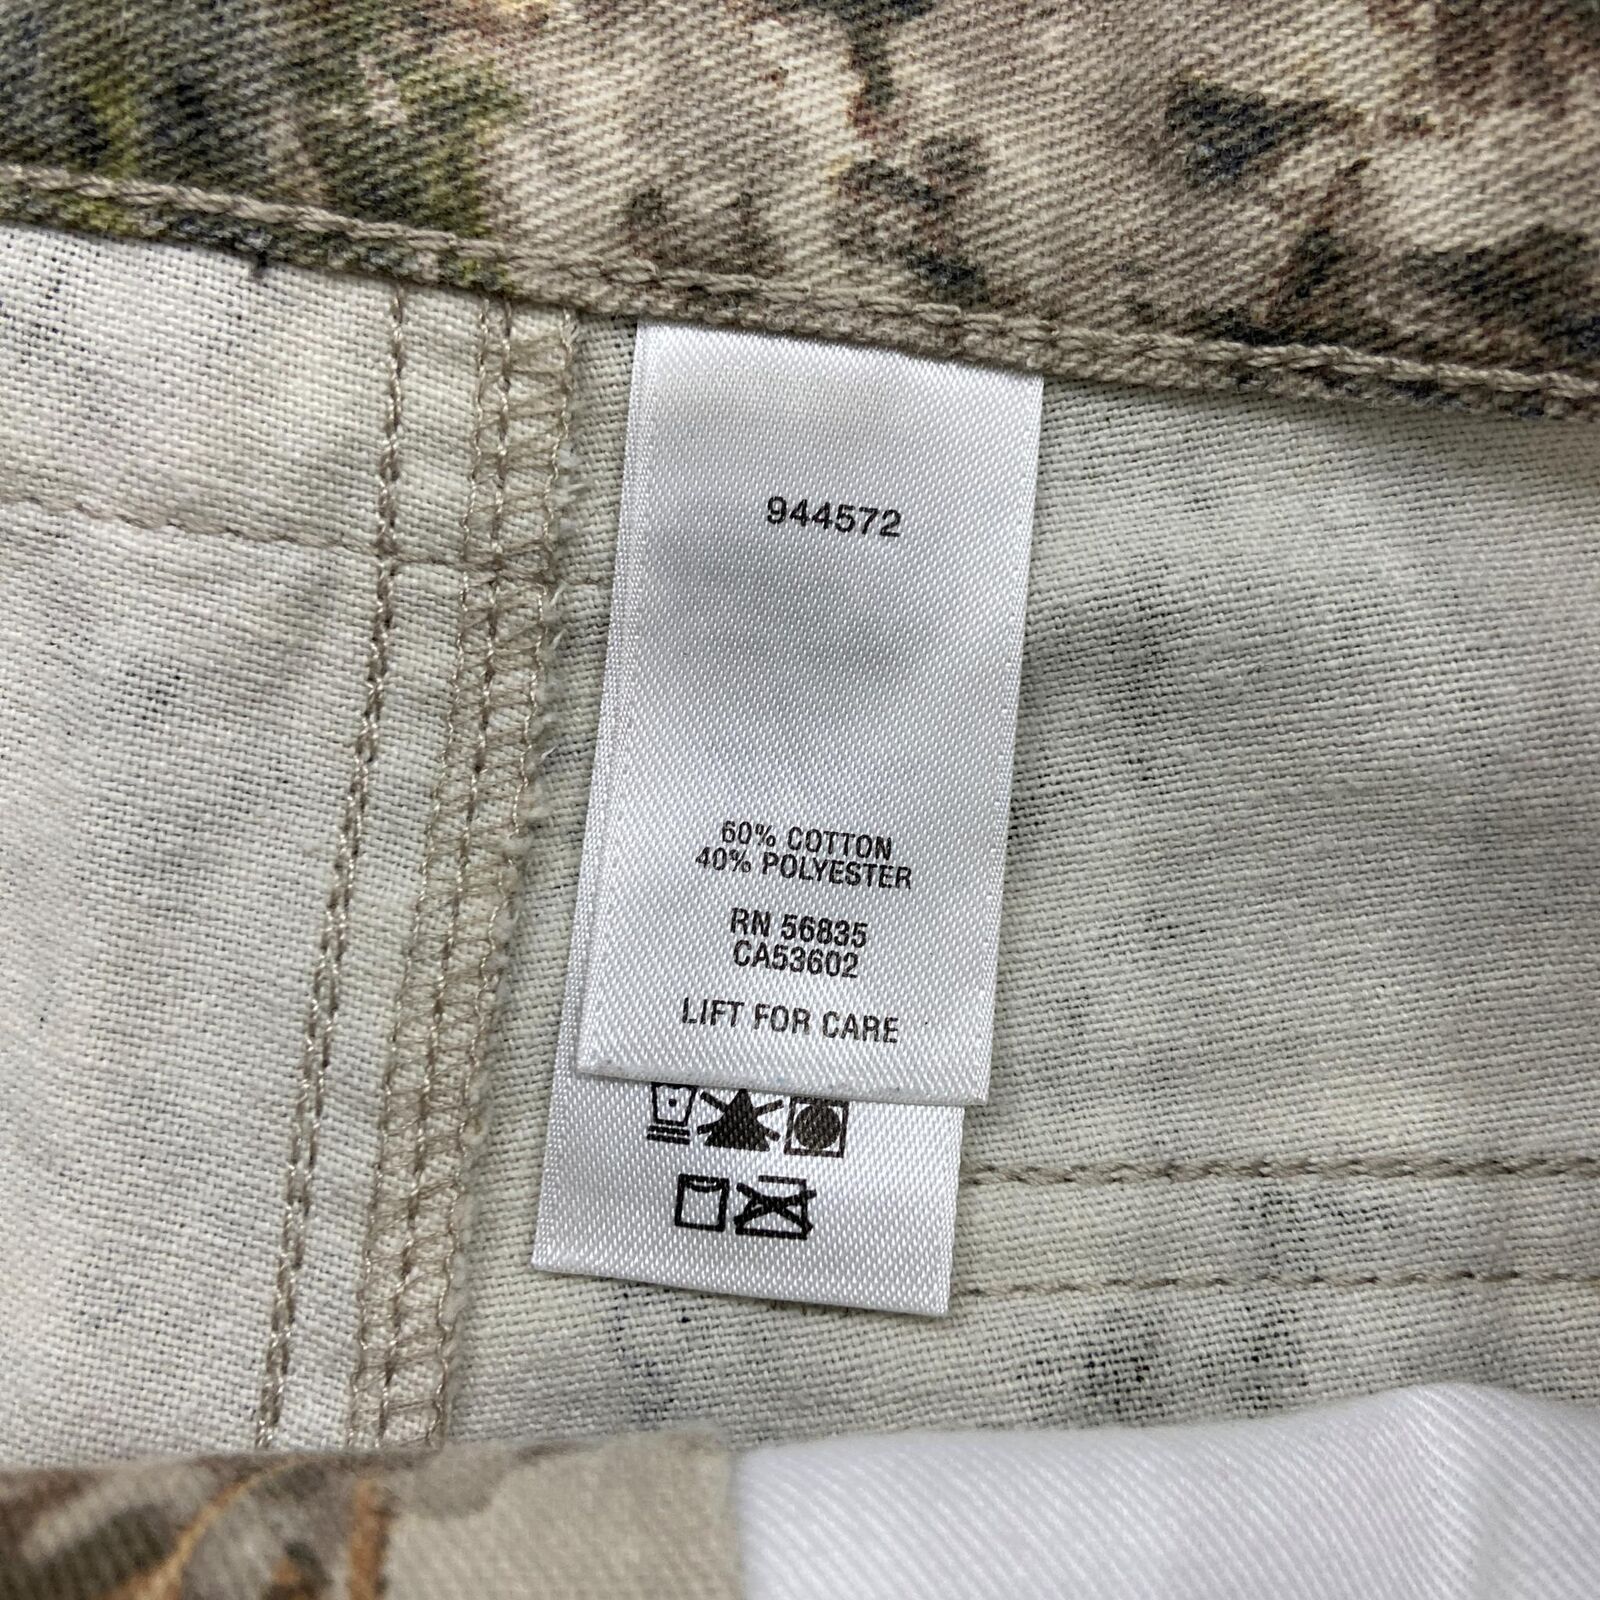 944572
60% COTTON
40% POLYESTER
RN 56835
CA53602
LIFT FOR CARE